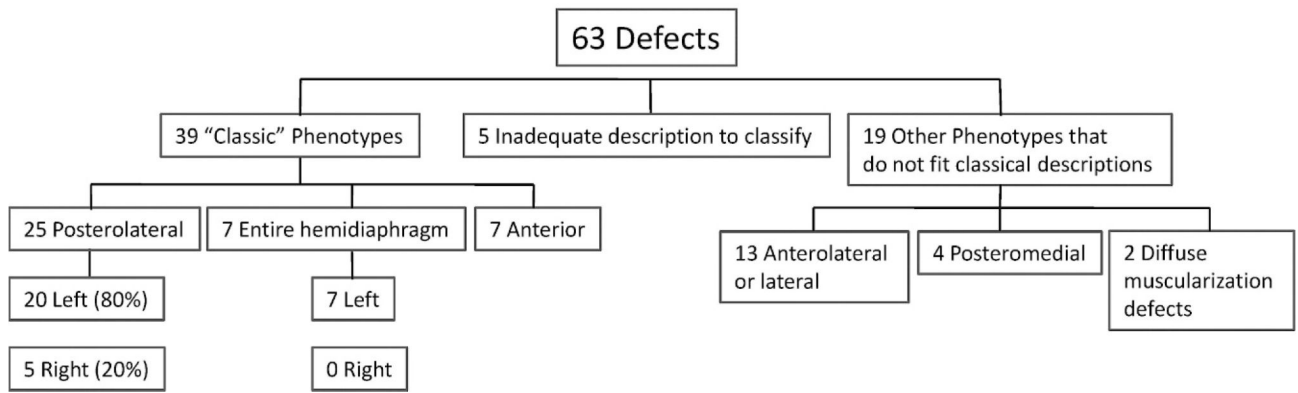 63 Defects
39 “Classic” Phenotypes
5 Inadequate description to classify
19 Other Phenotypes that
do not fit classical descriptions
25 Posterolateral
7 Entire hemidiaphragm
7 Anterior
13 Anterolateral
or lateral
4 Posteromedial
2 Diffuse
muscularization
defects
20 Left (80%)
7 Left
5 Right (20%)
0 Right